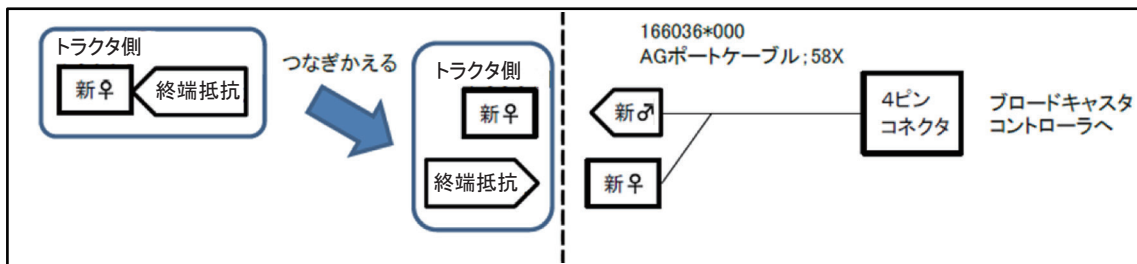 トラクタ側
新♀
終端抵抗
つなぎかえる
トラクタ側
新♀
終端抵抗
166036*000
AGポートケーブル;58X
新♂
新♀
4ピン
コネクタ
ブロードキャスタ
コントローラへ